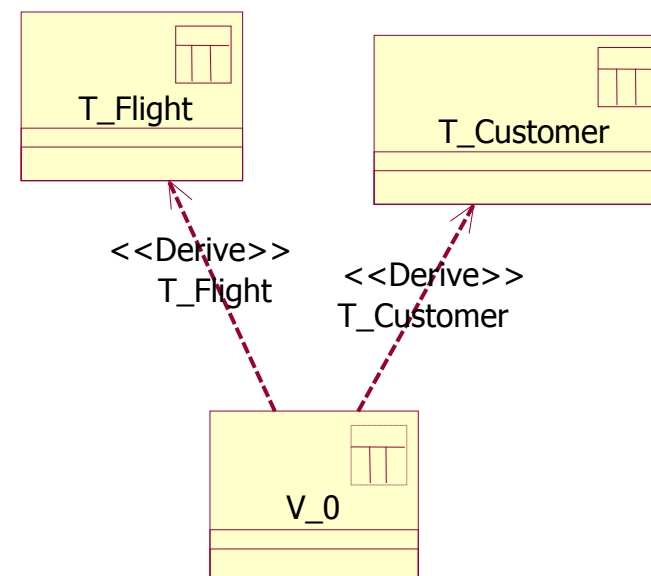 T_Flight
T_Customer
<<Derive>>
T_Flight
<<Derive>>
T_Customer
V_0